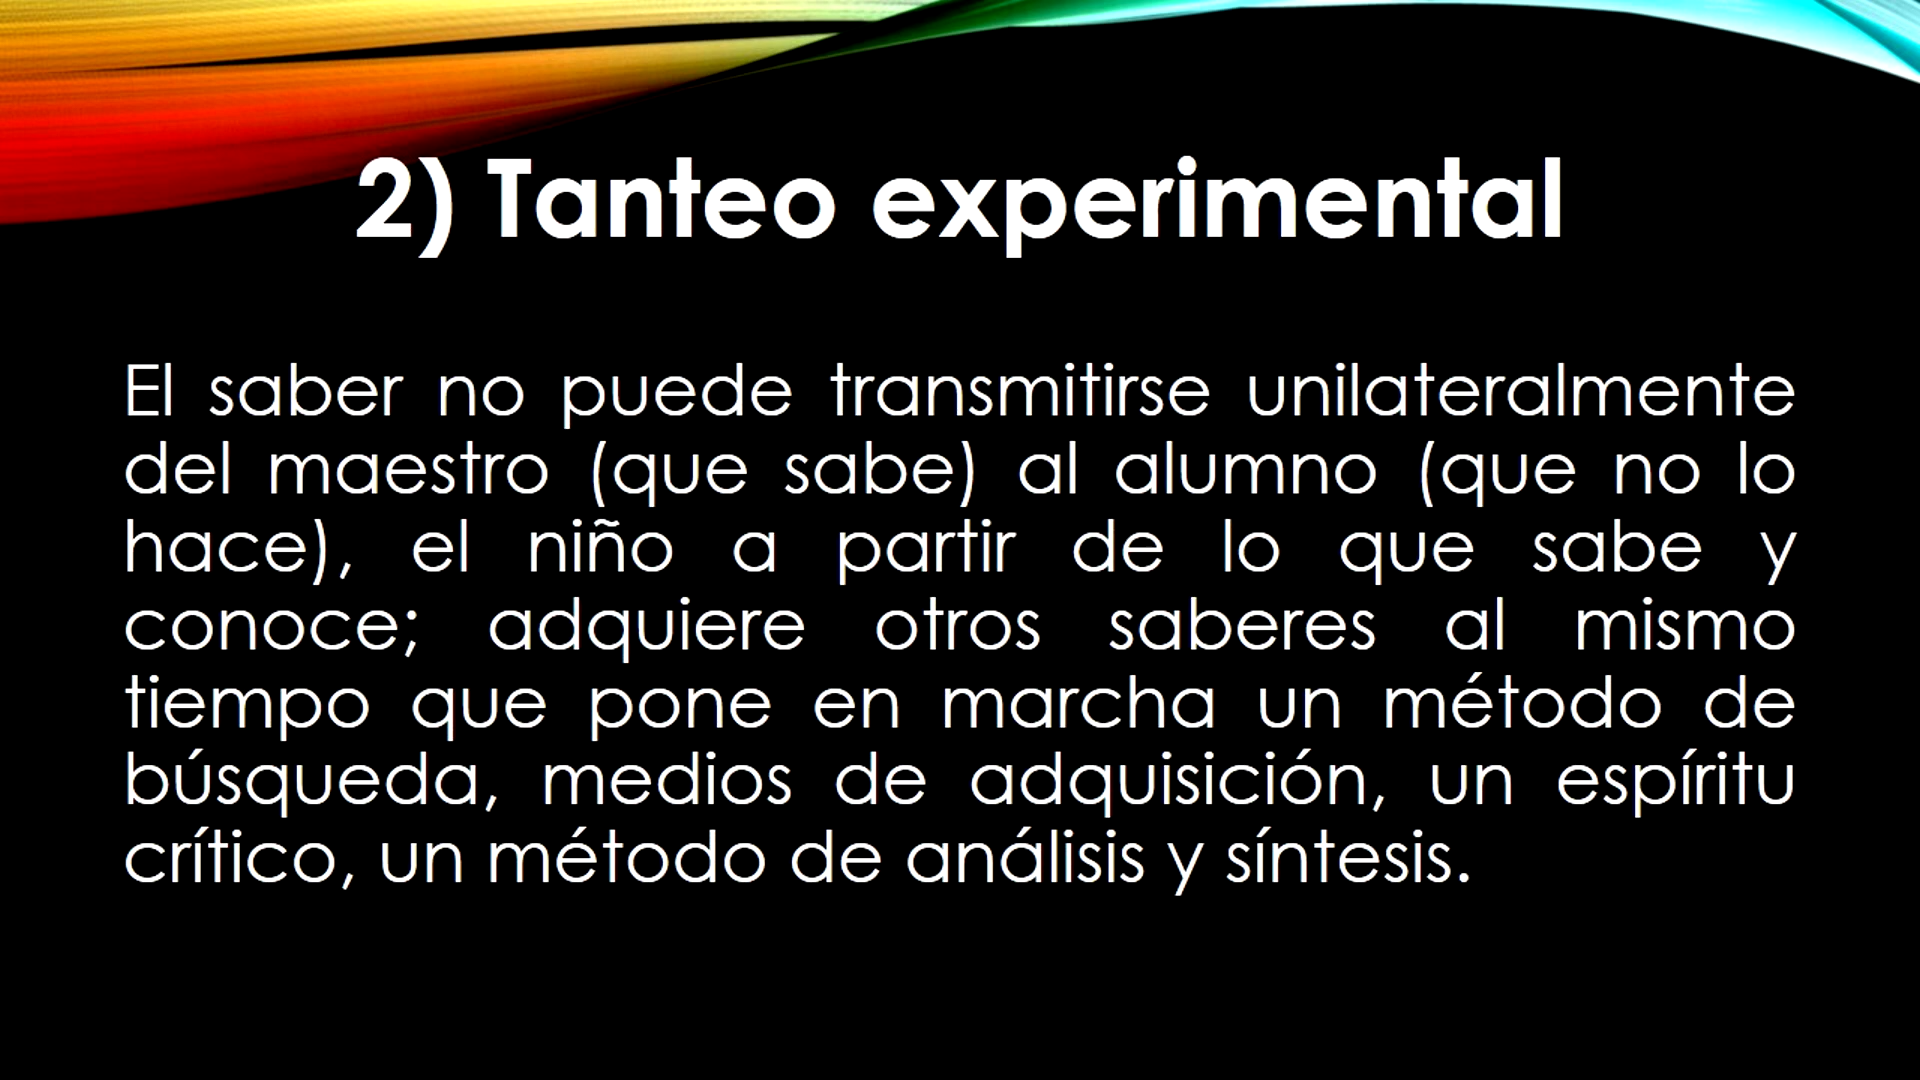 2) Tanteo experimental
El saber no puede transmitirse unilateralmente
del maestro (que sabe) al alumno (que no lo
hace), el niño a partir de lo que sabe y
conoce; adquiere otros saberes al mismo
tiempo que pone en marcha un método de
búsqueda, medios de adquisición, un espíritu
crítico, un método de análisis y síntesis.